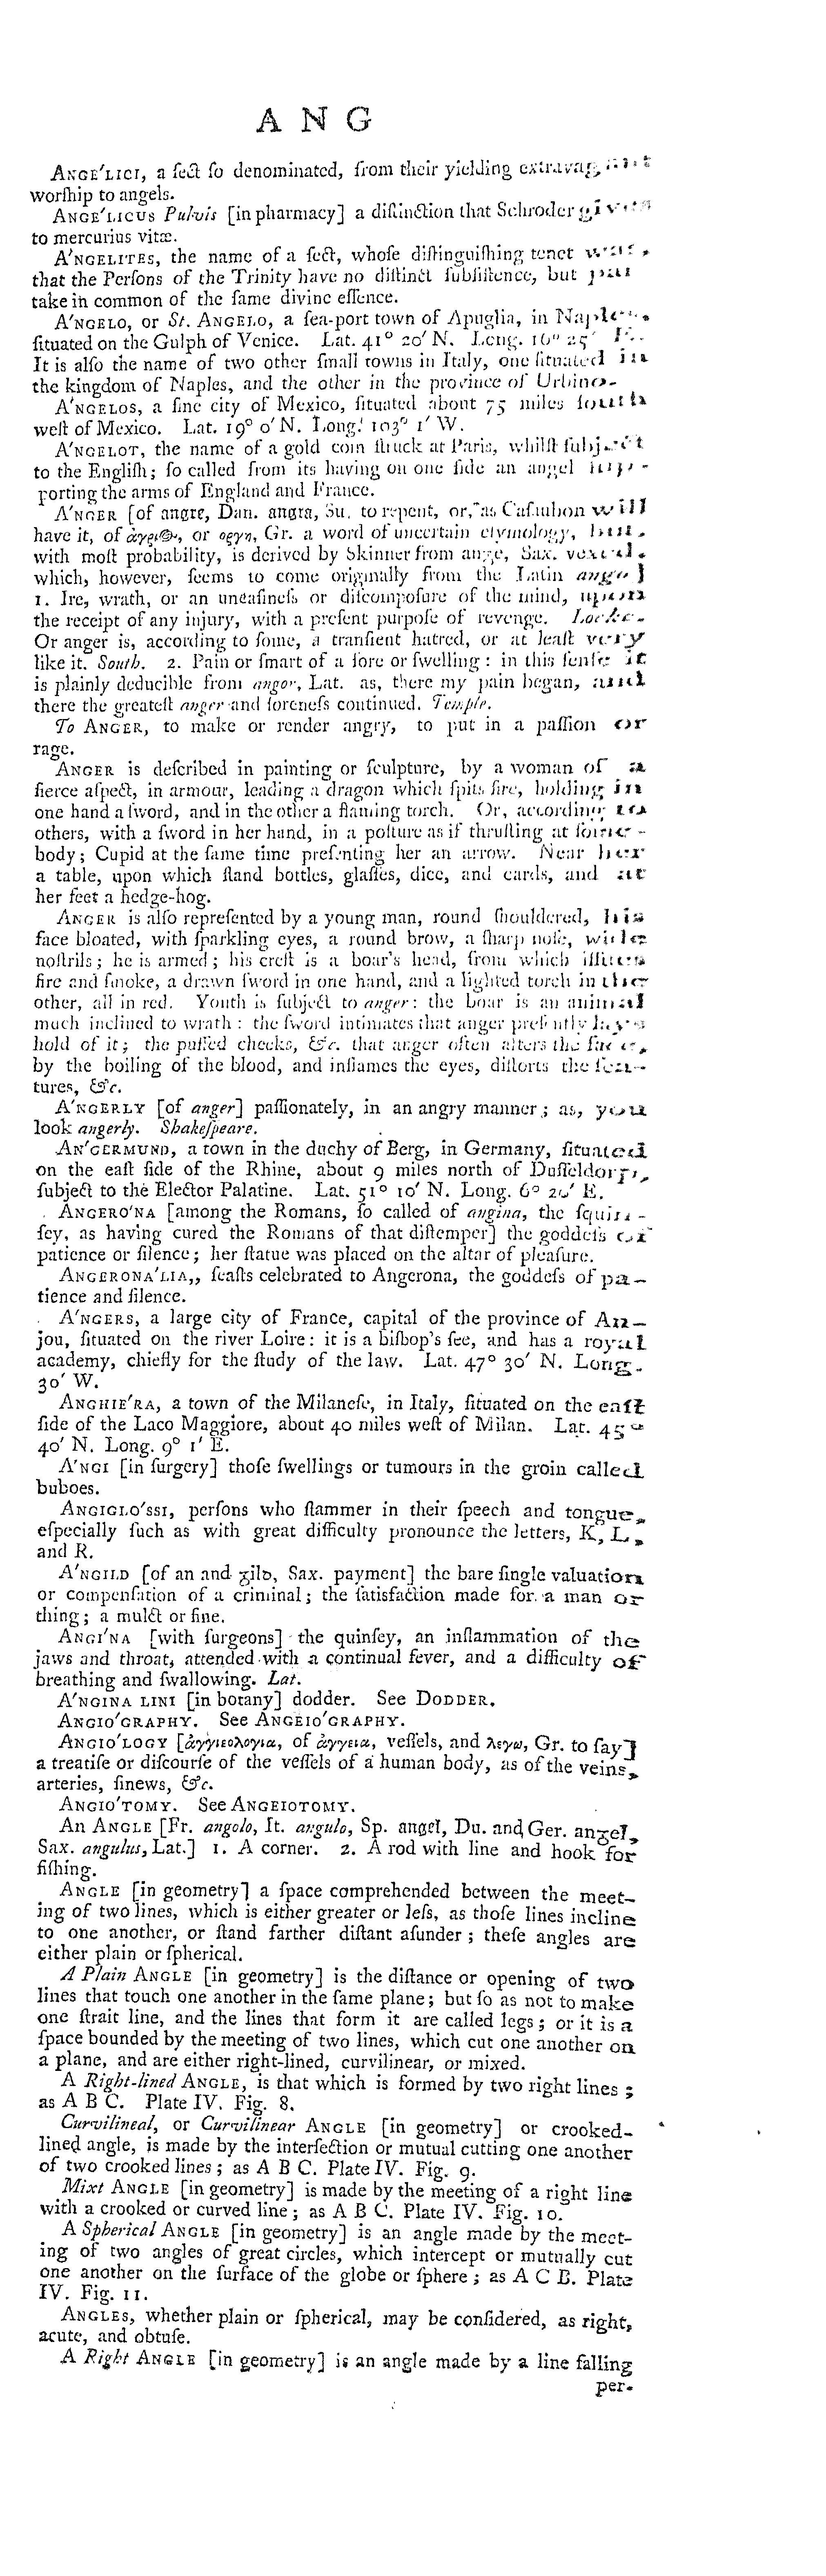 A N G
ANGE′LICI, a ſect ſo denominated, from their yielding extravagant
worſhip to angels.
ANGE′LICUS Pulvis [in pharmacy] a diſtinction that Schroder gives
to mercurius vitæ.
A′NGELITES, the name of a ſect, whoſe diſtinguiſhing tenet was,
that the Perſons of the Trinity have no diſtinct ſubſiſtence, but par
take in common of the ſame divine eſſence.
A′NGELO, or St. ANGELO, a ſea-port town of Apuglia, in Naples,
ſituated on the Gulph of Venice. Lat. 41° 20′ N. Long. 16° 25′ E.
It is alſo the name of two other ſmall towns in Italy, one ſituated in
the kingdom of Naples, and the other in the province of Urbino.
A′NGELOS, a fine city of Mexico, ſituated about 75 miles ſouth
weſt of Mexico. Lat. 19° 0′ N. Long. 103° 1′ W.
A′NGELOT, the name of a gold coin ſtruck at Paris, whilſt ſubject
to the Engliſh; ſo called from its having on one ſide an angel ſup-
porting the arms of England and France.
A′NGER [of angre, Dan. angra, Su. to repent, or, as Caſaubon will
have it, of or οργη, Gr. a word of uncertain etymology, but,
with moſt probability, is derived by Skinner from ange, Sax. vexed,
which, however, ſeems to come originally from the Latin ango]
1. Ire, wrath, or an uneaſineſs or diſcompoſure of the mind, upon
the receipt of any injury, with a preſent purpoſe of revenge. Locke.
Or anger is, according to ſome, a tranſient hatred, or at leaſt very
like it. South. 2. Pain or ſmart of a ſore or ſwelling: in this ſenſe it
is plainly deducible from angor, Lat. as, there my pain began, and
there the greateſt anger and ſoreneſs continued. Temple.
To ANGER, to make or render angry, to put in a paſſion or
rage.
ANGER is deſcribed in painting or ſculpture, by a woman of a
fierce aſpect, in armour, leading a dragon which ſpits fire, holding in
one hand a ſword, and in the other a flaming torch. Or, according to
others, with a ſword in her hand, in a poſture as if thruſting at ſome-
body; Cupid at the ſame time preſenting her an arrow. Near her
a table, upon which ſtand bottles, glaſſes, dice, and cards, and at
her feet a hedge-hog.
ANGER is alſo repreſented by a young man, round ſhouldered, his
face bloated, with ſparkling eyes, a round brow, a ſharp noſe, wide
noſtrils; he is armed; his creſt is a boar's head, from which iſſues
fire and ſmoke, a drawn ſword in one hand, and a lighted torch in the
other, all in red. Youth is ſubject to anger: the boar is an animal
much inclined to wrath: the ſword intimates that anger preſently lays
hold of it; the puffed cheeks, &c. that anger often alters the face,
by the boiling of the blood, and inflames the eyes, diſtorts the fea-
tures, &c.
A′NGERLY [of anger] paſſionately, in an angry manner; as, you
look angerly. Shakeſpeare.
AN′GERMUND, a town in the duchy of Berg, in Germany, ſituated
on the eaſt ſide of the Rhine, about 9 miles north of Duſſeldorp,
ſubject to the Elector Palatine. Lat. 51° 10′ N. Long. 6° 20′ E.
ANGERO′NA [among the Romans, ſo called of angina, the ſquin-
ſey, as having cured the Romans of that diſtemper] the goddeſs of
patience or ſilence; her ſtatue was placed on the altar of pleaſure.
ANGERONA′LIA,, feaſts celebrated to Angerona, the goddeſs of pa-
tience and ſilence.
A′NGERS, a large city of France, capital of the province of An-
jou, ſituated on the river Loire: it is a biſhop's ſee, and has a royal
academy, chiefly for the ſtudy of the law. Lat. 47° 30′ N. Long.
30′ W.
ANGHIE′RA, a town of the Milaneſe, in Italy, ſituated on the eaſt
ſide of the Laco Maggiore, about 40 miles weſt of Milan. Lat. 45°
40′ N. Long. 9° 1′ E.
A′NGI [in ſurgery] thoſe ſwellings or tumours in the groin called
buboes.
ANGIGLO′SSI, perſons who ſtammer in their ſpeech and tongue,
eſpecially ſuch as with great difficulty pronounce the letters, K, L,
and R.
A′NGILD [of an and gild, Sax. payment] the bare ſingle valuation
or compenſation of a criminal; the ſatisfaction made for a man or
thing; a mulct or fine.
ANGI′NA [with ſurgeons] the quinſey, an inflammation of the
jaws and throat, attended with a continual fever, and a difficulty of
breathing and ſwallowing. Lat.
A′NGINA LINI [in botany] dodder. See DODDER.
ANGIO′GRAPHY. See ANGEIO′GRAPHY.
ANGIO′LOGY [ἀγγιεολογια, of ἀγγεια, veſſels, and λεγω, Gr. to ſay]
a treatiſe or diſcourſe of the veſſels of a human body, as of the veins,
arteries, ſinews, &c.
ANGIO′TOMY. See ANGEIOTOMY.
An ANGLE [Fr. angolo, It. angulo, Sp. angel, Du. and Ger. angel,
Sax. angulus, Lat.] 1. A corner. 2. A rod with line and hook for
fiſhing.
ANGLE [in geometry] a ſpace comprehended between the meet-
ing of two lines, which is either greater or leſs, as thoſe lines incline
to one another, or ſtand farther diſtant aſunder; theſe angles are
either plain or ſpherical.
A Plain ANGLE [in geometry] is the diſtance or opening of two
lines that touch one another in the ſame plane; but ſo as not to make
one ſtrait line, and the lines that form it are called legs; or it is a
ſpace bounded by the meeting of two lines, which cut one another on
a plane, and are either right-lined, curvilinear, or mixed.
A Right-lined ANGLE, is that which is formed by two right lines;
as A B C. Plate IV. Fig. 8.
Curvilineal, or Curvilinear ANGLE [in geometry] or crooked-
lined angle, is made by the interſection or mutual cutting one another
of two crooked lines; as A B C. Plate IV. Fig. 9.
Mixt ANGLE [in geometry] is made by the meeting of a right line
with a crooked or curved line; as A B C. Plate IV. Fig. 10.
A Spherical ANGLE [in geometry] is an angle made by the meet-
ing of two angles of great circles, which intercept or mutually cut
one another on the ſurface of the globe or ſphere; as A C B. Plate
IV. Fig. 11.
ANGLES, whether plain or ſpherical, may be conſidered, as right,
acute, and obtuſe.
A Right ANGLE [in geometry] is an angle made by a line falling
per-